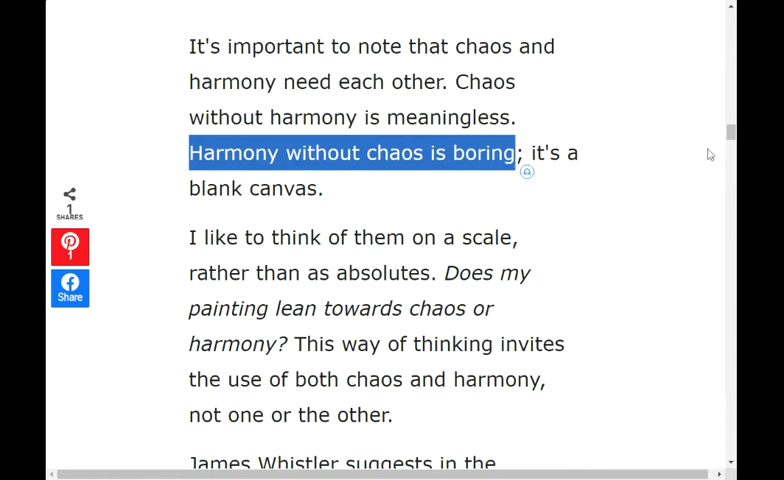 It's important to note that chaos and
harmony need each other. Chaos
without harmony is meaningless.
Harmony without chaos is boring; it's a
blank canvas.
1
SHARES
1
Share
I like to think of them on a scale,
rather than as absolutes. Does my
painting lean towards chaos or
harmony? This way of thinking invites
the use of both chaos and harmony,
not one or the other.
James Whistler suggests in the